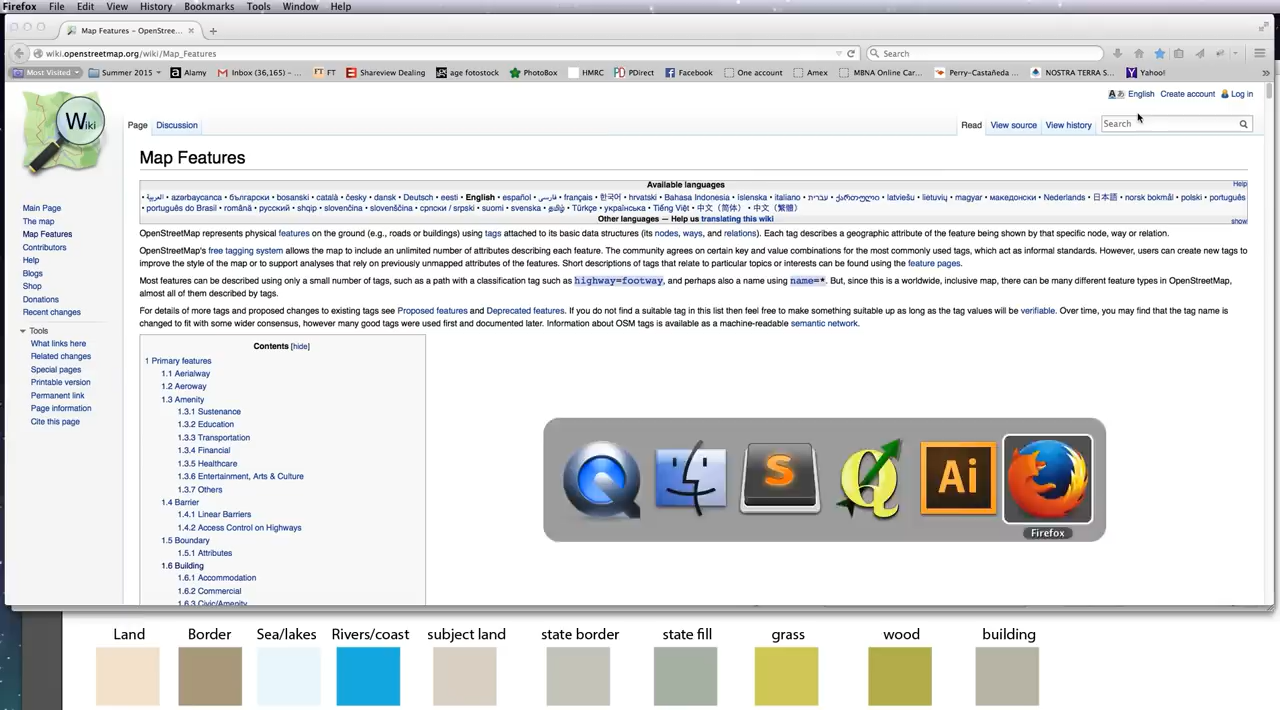 Firefox File Edit View History Bookmarks Tools Window Help
Map Features – OpenStree...
wiki.openstreetmap.org/wiki/Map_Features Search
Most Visited Summer 2015 Alamy Inbox (36,165) – ... FT Shareview Dealing age fotostock PhotoBox HMRC PDirect Facebook One account Amex MBNA Online Car... Perry-Castañeda ... NOSTRA TERRA S... Yahoo!
English Create account Log in
Wiki
Page Discussion Read View source View history Search
Map Features
Available languages Help
العربية • azərbaycanca • български • bosanski • català • česky • dansk • Deutsch • eesti • English • español • فارسی • français • 한국어 • hrvatski • Bahasa Indonesia • íslenska • italiano • עברית • ქართული • latviešu • lietuvių • magyar • македонски • Nederlands • 日本語 • norsk bokmål • polski • português
• português do Brasil • română • русский • shqip • slovenčina • slovenščina • српски / srpski • suomi • svenska • தமிழ் • Türkçe • українська • Tiếng Việt • 中文（简体） • 中文（繁體）
Other languages — Help us translating this wiki show
OpenStreetMap represents physical features on the ground (e.g., roads or buildings) using tags attached to its basic data structures (its nodes, ways, and relations). Each tag describes a geographic attribute of the feature being shown by that specific node, way or relation.
OpenStreetMap's free tagging system allows the map to include an unlimited number of attributes describing each feature. The community agrees on certain key and value combinations for the most commonly used tags, which act as informal standards. However, users can create new tags to
improve the style of the map or to support analyses that rely on previously unmapped attributes of the features. Short descriptions of tags that relate to particular topics or interests can be found using the feature pages.
Most features can be described using only a small number of tags, such as a path with a classification tag such as highway=footway, and perhaps also a name using name=*. But, since this is a worldwide, inclusive map, there can be many different feature types in OpenStreetMap,
almost all of them described by tags.
For details of more tags and proposed changes to existing tags see Proposed features and Deprecated features. If you do not find a suitable tag in this list then feel free to make something suitable up as long as the tag values will be verifiable. Over time, you may find that the tag name is
changed to fit with some wider consensus, however many good tags were used first and documented later. Information about OSM tags is available as a machine-readable semantic network.
Main Page
The map
Map Features
Contributors
Help
Blogs
Shop
Donations
Recent changes
Tools
What links here
Related changes
Special pages
Printable version
Permanent link
Page information
Cite this page
Contents [hide]
1 Primary features
1.1 Aerialway
1.2 Aeroway
1.3 Amenity
1.3.1 Sustenance
1.3.2 Education
1.3.3 Transportation
1.3.4 Financial
1.3.5 Healthcare
1.3.6 Entertainment, Arts & Culture
1.3.7 Others
1.4 Barrier
1.4.1 Linear Barriers
1.4.2 Access Control on Highways
1.5 Boundary
1.5.1 Attributes
1.6 Building
1.6.1 Accommodation
1.6.2 Commercial
1.6.3 Civic/Amenity
S
Ai
Firefox
Land Border Sea/lakes Rivers/coast subject land state border state fill grass wood building